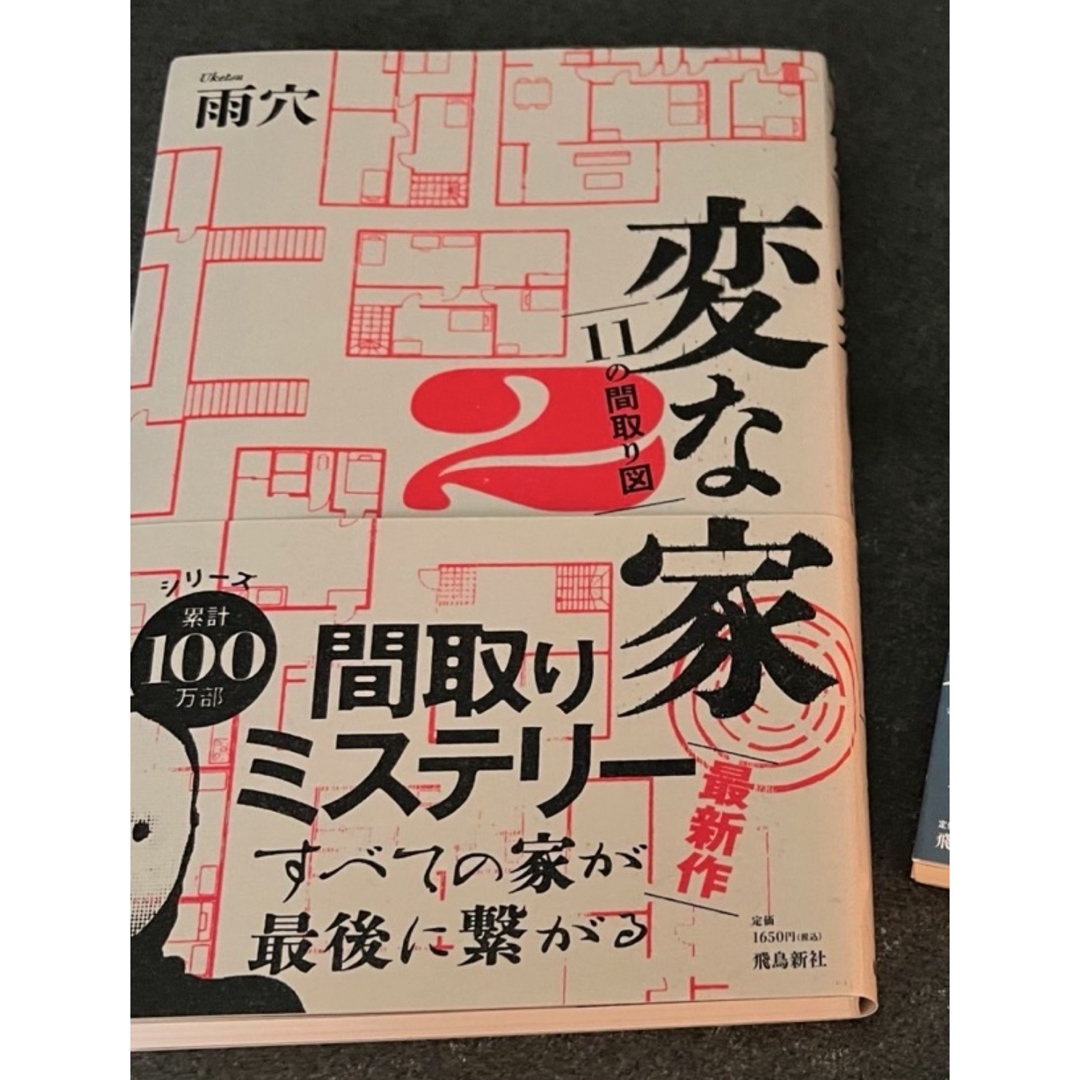 Uketsu
雨穴
変な家
2
11の間取り図
シリーズ
累計
100
万部
間取り
ミステリー
最新作
すべての家が
最後に繋がる
定価
1650円(税込)
飛鳥新社